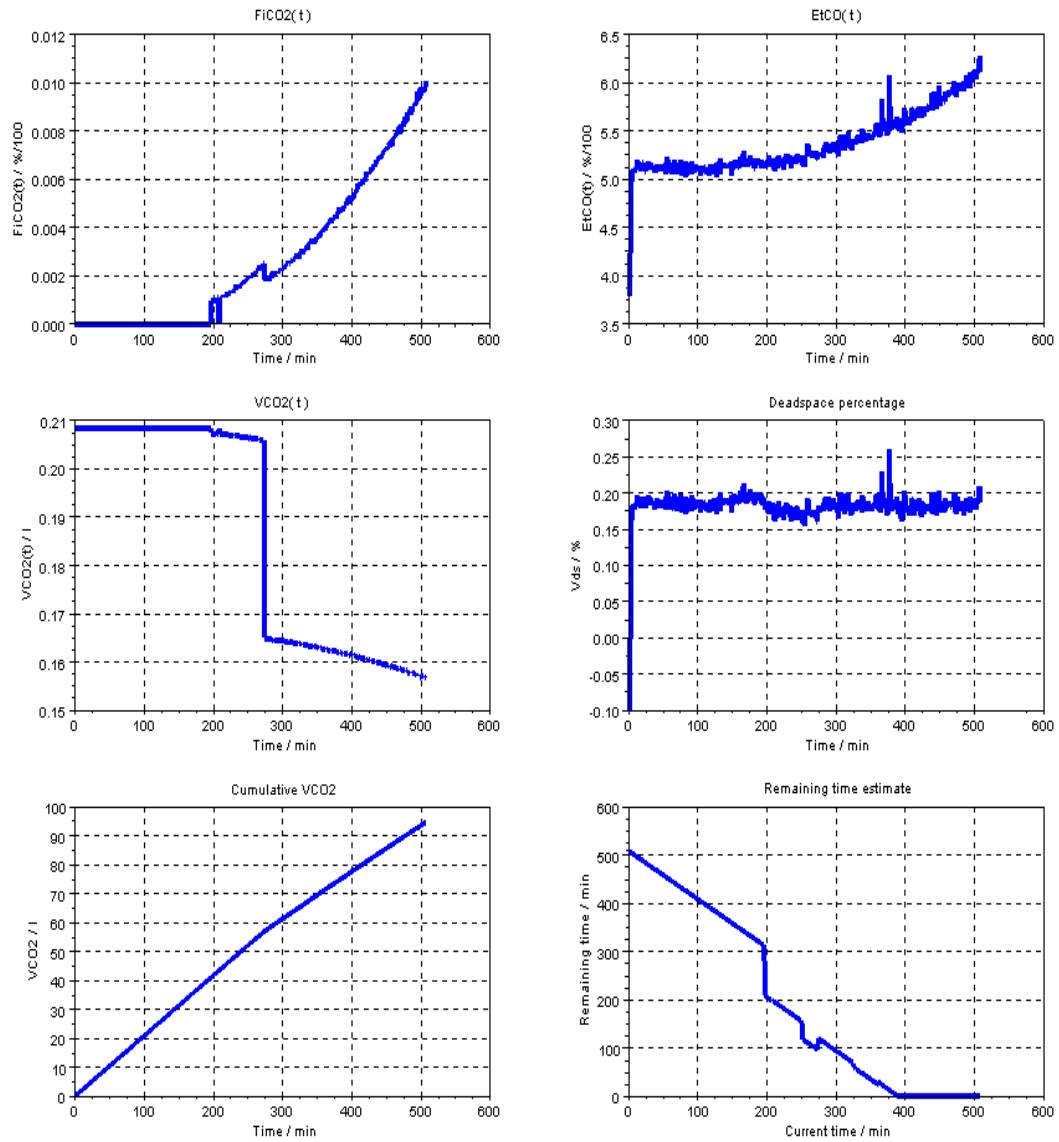 FiCO2(t)
0.012
0.010
0.008
0.006
0.004
0.002
0.000
FiCO2(t) / %/100
0 100 200 300 400 500 600
Time / min
EtCO(t)
6.5
6.0
5.5
5.0
4.5
4.0
3.5
EtCO(t) / %/100
0 100 200 300 400 500 600
Time / min
VCO2(t)
0.21
0.20
0.19
0.18
0.17
0.16
0.15
VCO2(t) / l
0 100 200 300 400 500 600
Time / min
Deadspace percentage
0.30
0.25
0.20
0.15
0.10
0.05
0.00
-0.05
-0.10
Vds / %
0 100 200 300 400 500 600
Time / min
Cumulative VCO2
100
90
80
70
60
50
40
30
20
10
0
VCO2 / l
0 100 200 300 400 500 600
Time / min
Remaining time estimate
600
500
400
300
200
100
0
Remaining time / min
0 100 200 300 400 500 600
Current time / min